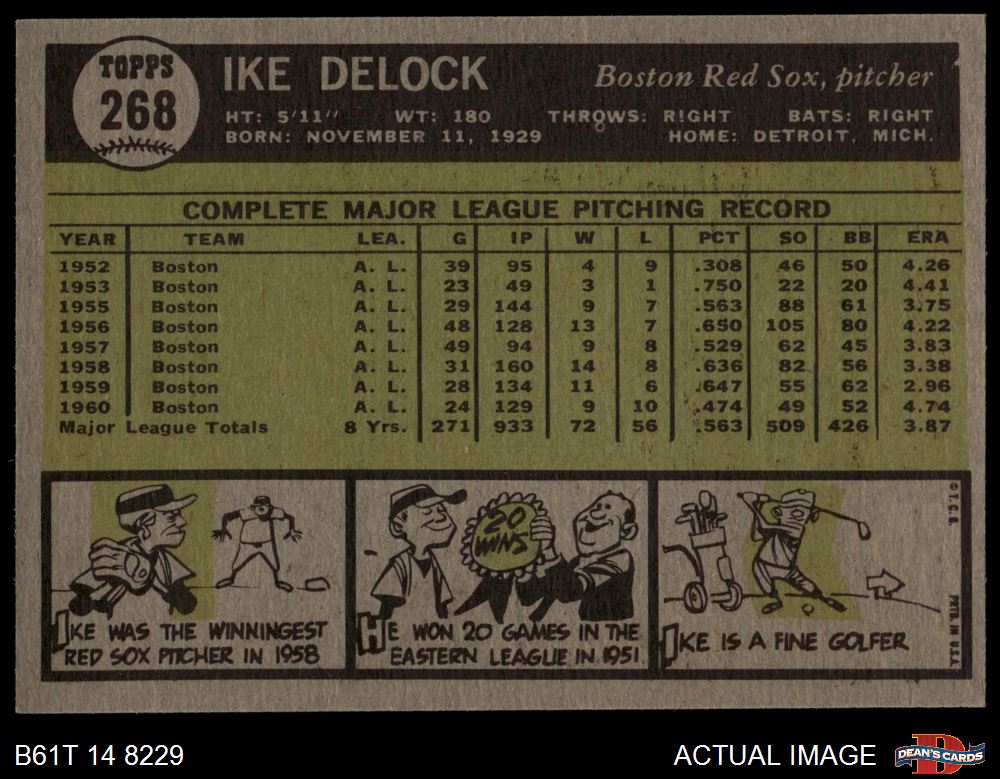 TOPPS
268
IKE DELOCK
Boston Red Sox, pitcher
HT: 5'11" WT: 180 THROWS: RIGHT BATS: RIGHT
BORN: NOVEMBER 11, 1929 HOME: DETROIT, MICH.
COMPLETE MAJOR LEAGUE PITCHING RECORD
YEAR TEAM LEA. G IP W L PCT SO BB ERA
1952 Boston A. L. 39 95 4 9 .308 46 50 4.26
1953 Boston A. L. 23 49 3 1 .750 22 20 4.41
1955 Boston A. L. 29 144 9 7 .563 88 61 3.75
1956 Boston A. L. 48 128 13 7 .650 105 80 4.22
1957 Boston A. L. 49 94 9 8 .529 62 45 3.83
1958 Boston A. L. 31 160 14 8 .636 82 56 3.38
1959 Boston A. L. 28 134 11 6 .647 55 62 2.96
1960 Boston A. L. 24 129 9 10 .474 49 52 4.74
Major League Totals 8 Yrs. 271 933 72 56 .563 509 426 3.87
IKE WAS THE WINNINGEST
RED SOX PITCHER IN 1958
20
WINS
HE WON 20 GAMES IN THE
EASTERN LEAGUE IN 1951
IKE IS A FINE GOLFER
© T. C. G. PRTD. IN U.S.A.
B61T 14 8229
ACTUAL IMAGE
D
DEAN'S CARDS